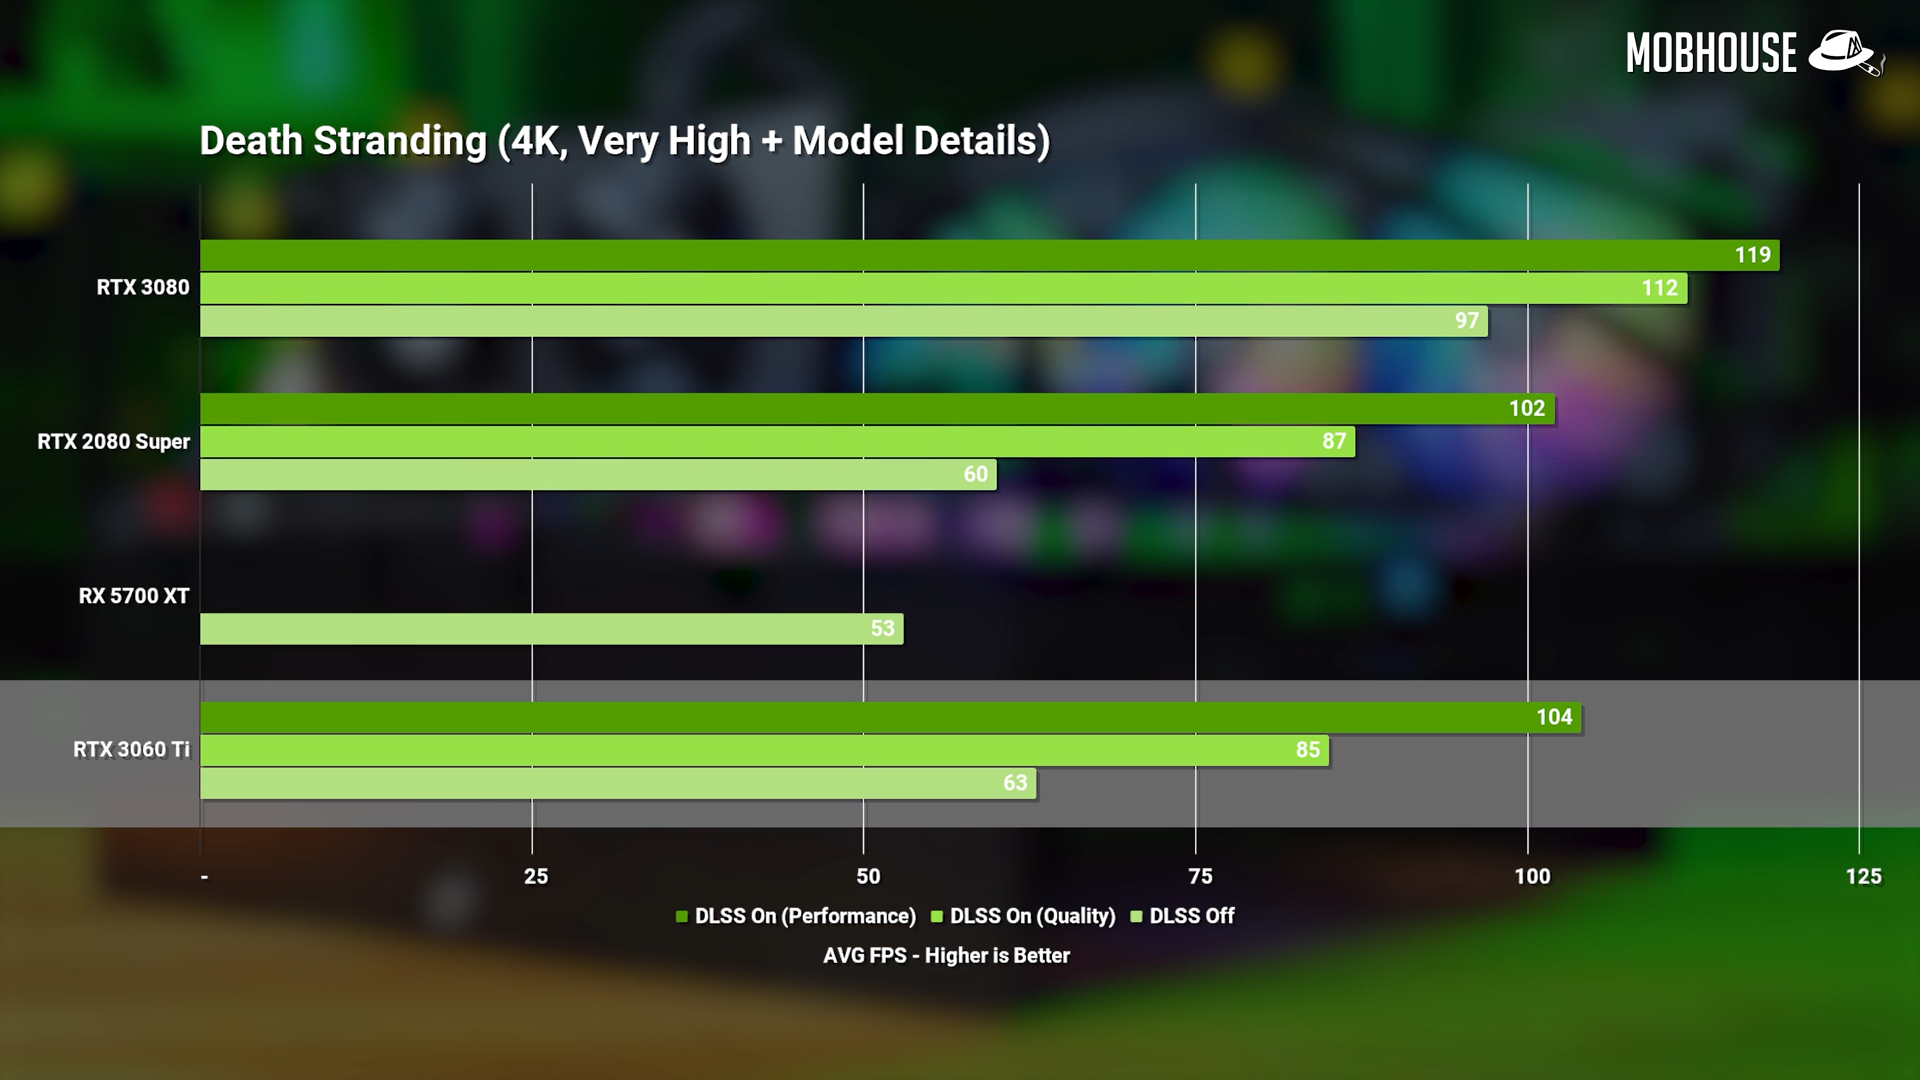 MOBHOUSE
Death Stranding (4K, Very High + Model Details)
RTX 3080
119
112
97
RTX 2080 Super
102
87
60
RX 5700 XT
53
RTX 3060 Ti
104
85
63
- 25 50 75 100 125
DLSS On (Performance) DLSS On (Quality) DLSS Off
AVG FPS - Higher is Better